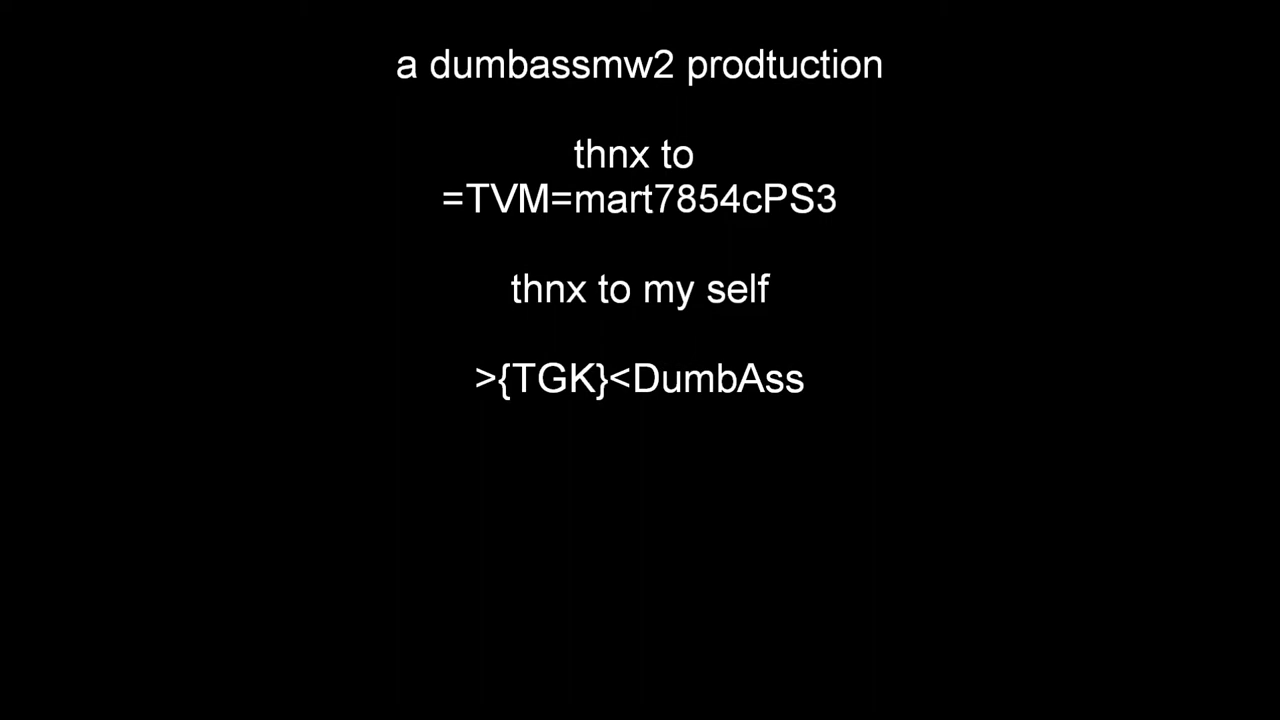 a dumbassmw2 prodtuction
thnx to
=TVM=mart7854cPS3
thnx to my self
>{TGK}<DumbAss